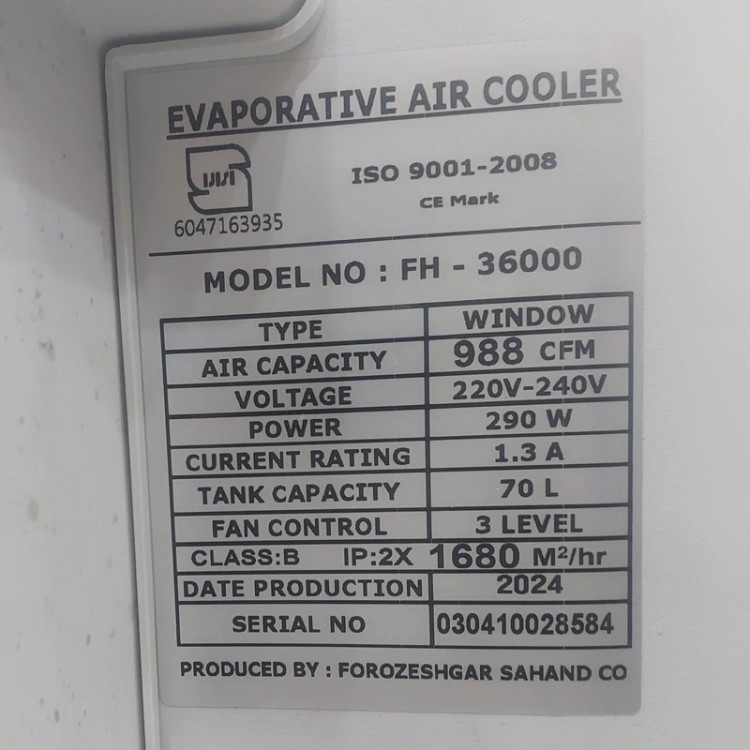 EVAPORATIVE AIR COOLER
ISO 9001-2008
CE Mark
6047163935
MODEL NO : FH - 36000
TYPE WINDOW
AIR CAPACITY 988 CFM
VOLTAGE 220V-240V
POWER 290 W
CURRENT RATING 1.3 A
TANK CAPACITY 70 L
FAN CONTROL 3 LEVEL
CLASS:B IP:2X 1680 M²/hr
DATE PRODUCTION 2024
SERIAL NO 030410028584
PRODUCED BY : FOROZESHGAR SAHAND CO